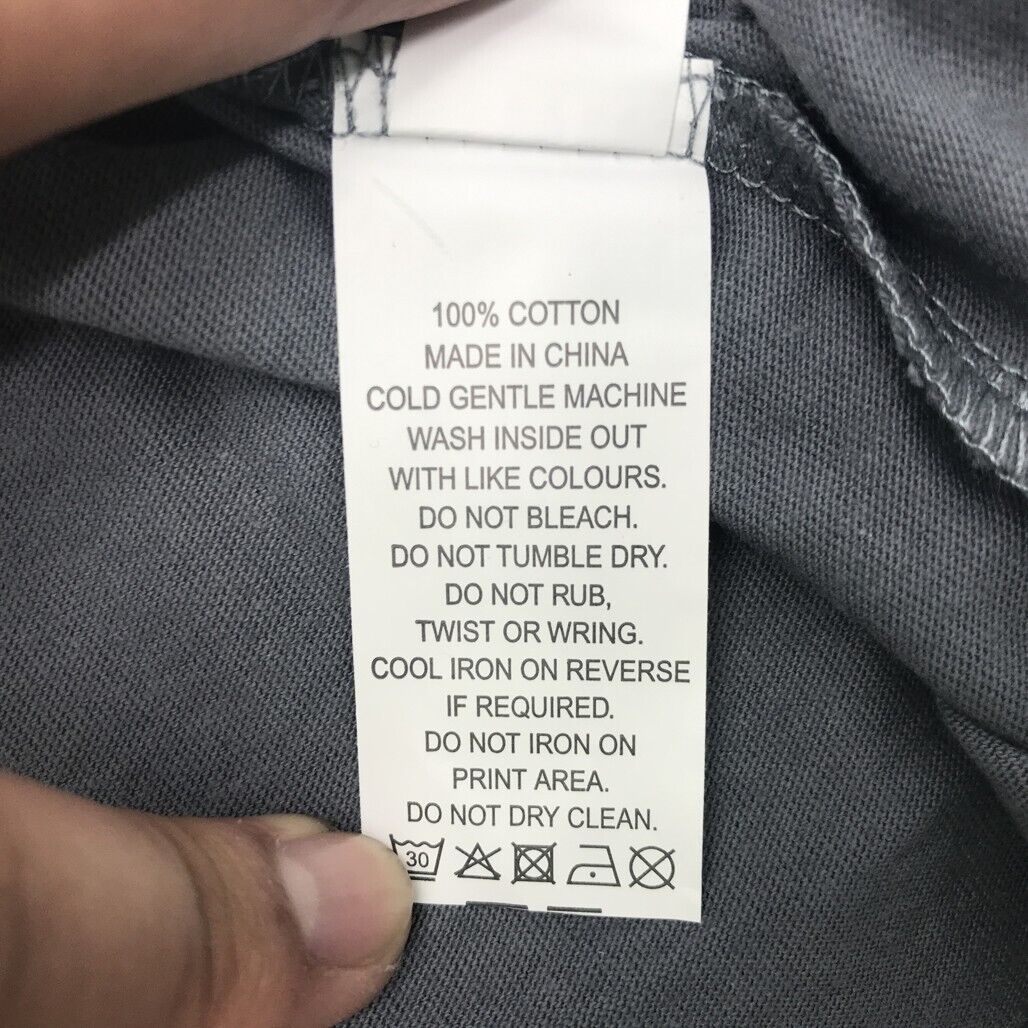 100% COTTON
MADE IN CHINA
COLD GENTLE MACHINE
WASH INSIDE OUT
WITH LIKE COLOURS.
DO NOT BLEACH.
DO NOT TUMBLE DRY.
DO NOT RUB,
TWIST OR WRING.
COOL IRON ON REVERSE
IF REQUIRED.
DO NOT IRON ON
PRINT AREA.
DO NOT DRY CLEAN.
30